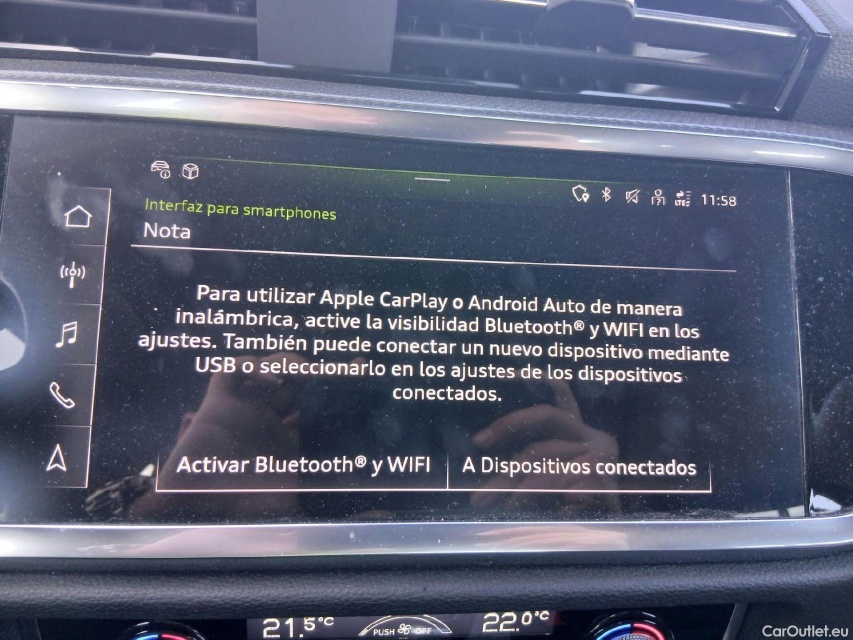 11:58
Interfaz para smartphones
Nota
Para utilizar Apple CarPlay o Android Auto de manera
inalámbrica, active la visibilidad Bluetooth® y WIFI en los
ajustes. También puede conectar un nuevo dispositivo mediante
USB o seleccionarlo en los ajustes de los dispositivos
conectados.
Activar Bluetooth® y WIFI A Dispositivos conectados
21.5°C PUSH OFF 22.0°C
CarOutlet.eu